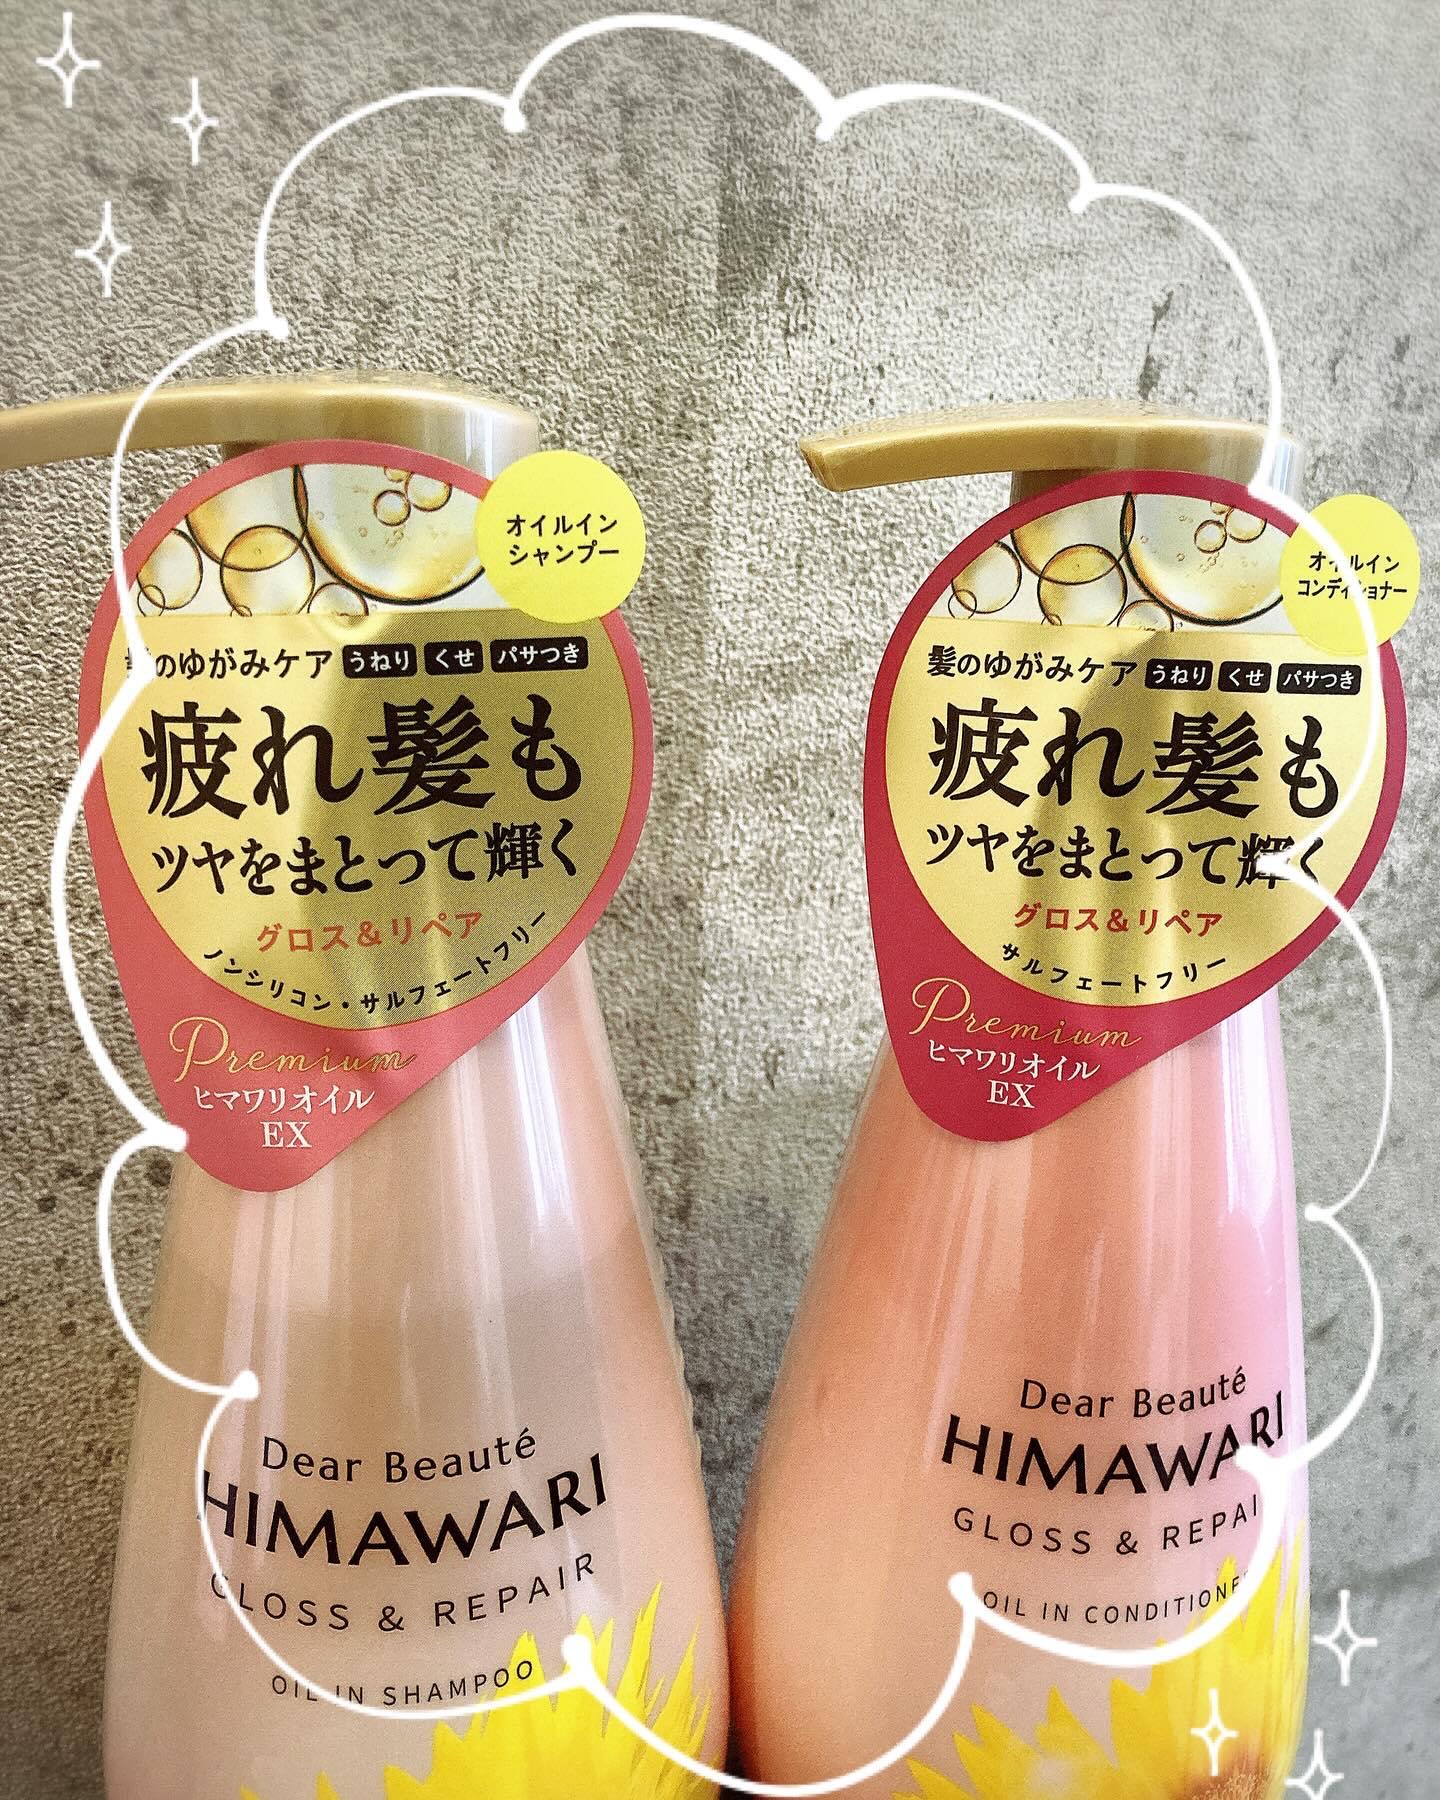 オイルイン
シャンプー
髪のゆがみケア うねり くせ パサつき
疲れ髪も
ツヤをまとって輝く
グロス&リペア
ノンシリコン・サルフェートフリー
Premium
ヒマワリオイル
EX
Dear Beauté
HIMAWARI
GLOSS & REPAIR
OIL IN SHAMPOO
オイルイン
コンディショナー
髪のゆがみケア うねり くせ パサつき
疲れ髪も
ツヤをまとって輝く
グロス&リペア
サルフェートフリー
Premium
ヒマワリオイル
EX
Dear Beauté
HIMAWARI
GLOSS & REPAI
OIL IN CONDITIONE